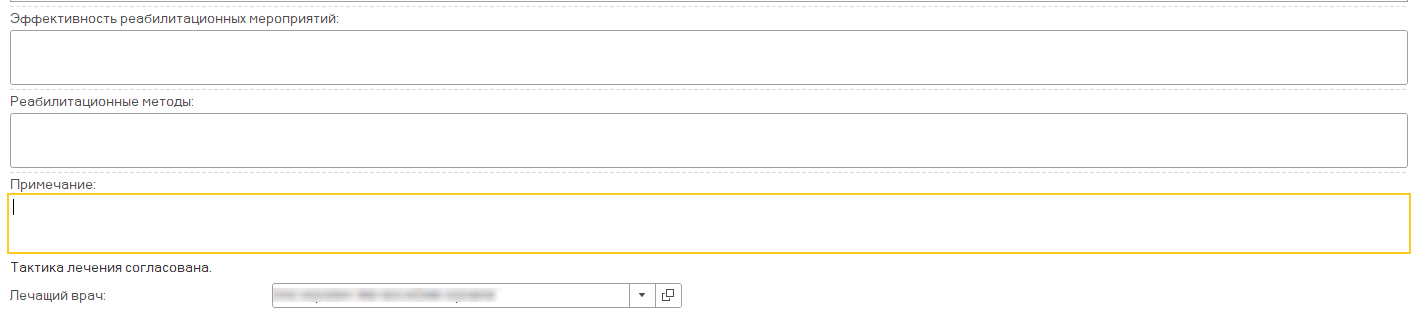 Эффективность реабилитационных мероприятий:
Реабилитационные методы:
Примечание:
Тактика лечения согласована.
Лечащий врач: